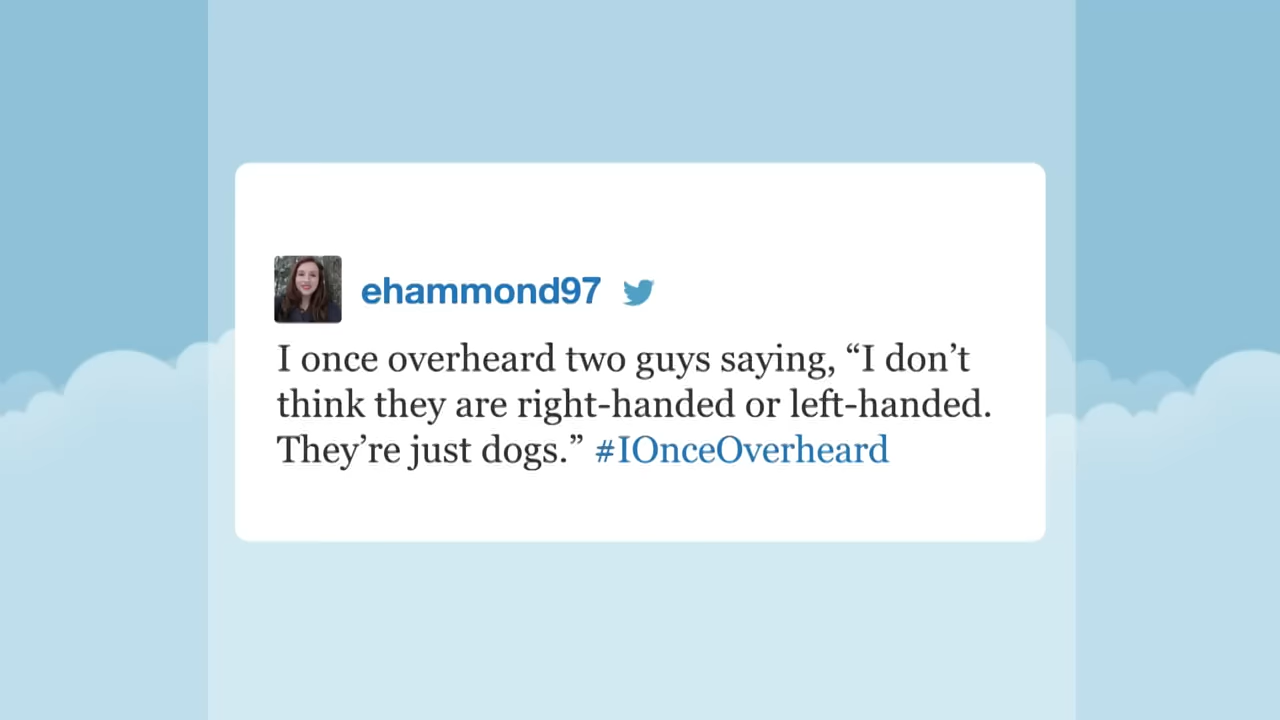 ehammond97
I once overheard two guys saying, “I don’t
think they are right-handed or left-handed.
They’re just dogs.” #IOnceOverheard